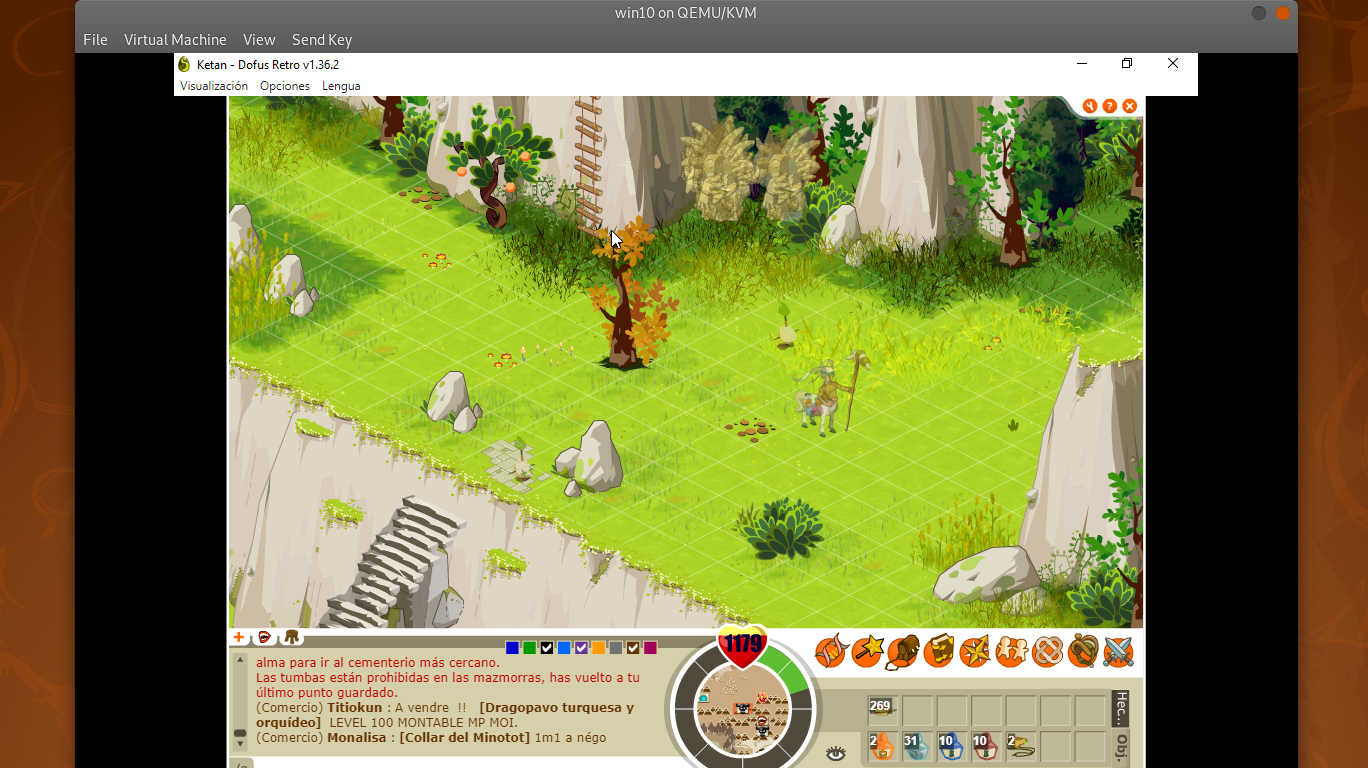 win10 on QEMU/KVM
File Virtual Machine View Send Key
Ketan - Dofus Retro v1.36.2
Visualización Opciones Lengua
1179
alma para ir al cementerio más cercano.
Las tumbas están prohibidas en las mazmorras, has vuelto a tu
último punto guardado.
(Comercio) Titiokun : A vendre !! [Dragopavo turquesa y
orquídeo] LEVEL 100 MONTABLE MP MOI.
(Comercio) Monalisa : [Collar del Minotot] 1m1 a négo
269
Hec...
2 31 10 10 2
Obj.